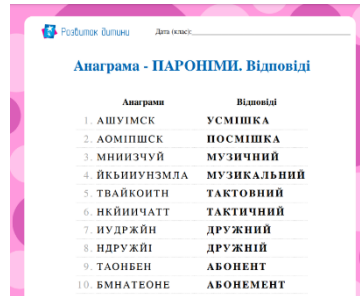 Розвиток дитини Дата (клас):
Анаграма - ПАРОНІМИ. Відповіді
Анаграми Відповіді
1. АШУІМСК УСМІШКА
2. АОМІПШСК ПОСМІШКА
3. МНИИЗЧУЙ МУЗИЧНИЙ
4. ЙКЬИИУНЗМЛА МУЗИКАЛЬНИЙ
5. ТВАЙКОИТН ТАКТОВНИЙ
6. НКЙИИЧАТТ ТАКТИЧНИЙ
7. ИУДРЖЙН ДРУЖНИЙ
8. НДРУЖЙІ ДРУЖНІЙ
9. ТАОНБЕН АБОНЕНТ
10. БМНАТЕОНЕ АБОНЕМЕНТ